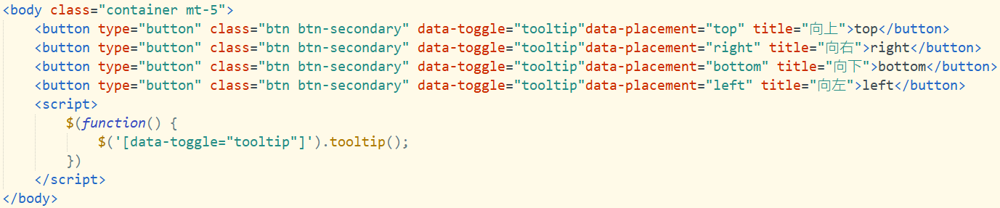 <body class="container mt-5">
    <button type="button" class="btn btn-secondary" data-toggle="tooltip"data-placement="top" title="向上">top</button>
    <button type="button" class="btn btn-secondary" data-toggle="tooltip"data-placement="right" title="向右">right</button>
    <button type="button" class="btn btn-secondary" data-toggle="tooltip"data-placement="bottom" title="向下">bottom</button>
    <button type="button" class="btn btn-secondary" data-toggle="tooltip"data-placement="left" title="向左">left</button>
    <script>
        $(function() {
            $('[data-toggle="tooltip"]').tooltip();
        })
    </script>
</body>